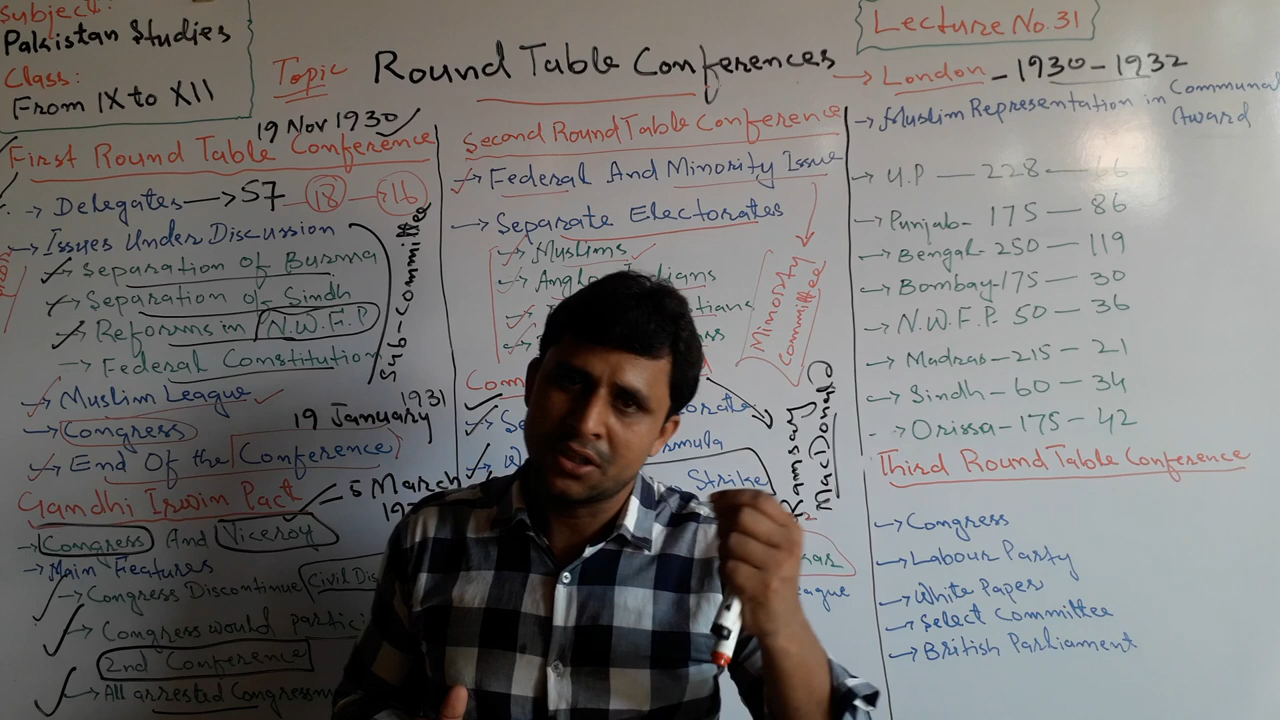 Subject:
Pakistan Studies
Class:
From IX to XII
Topic Round Table Conferences
Lecture No. 31
→ London - 1930 - 1932
19 Nov 1930
First Round Table Conference
→ Delegates → 57 18 - 16
→ Issues Under Discussion
→ Separation of Burma
→ Separation of Sindh
→ Reforms in N.W.F.P
→ Federal Constitution
Sub-Committee
→ Muslim League
→ Congress
19 January 1931
→ End Of the Conference
Gandhi Irwin Pact
5 March
→ Congress And Viceroy
→ Main Features
→ Congress Discontinue Civil Dis
→ Congress would partici
2nd Conference
→ All arrested Congressm
Second Round Table Conference
→ Federal And Minority Issue
→ Separate Electorates
→ Muslims
→ Anglo Indians
Minority Committee
Com
Ramsay MacDonald
Strike
→ Muslim Representation in Communal Award
→ U.P - 228 - 66
→ Punjab - 175 - 86
→ Bengal - 250 - 119
→ Bombay - 175 - 30
→ N.W.F.P. 50 - 36
→ Madras - 215 - 21
→ Sindh - 60 - 34
→ Orissa - 175 - 42
Third Round Table Conference
→ Congress
→ Labour Party
→ White Paper
→ Select Committee
→ British Parliament